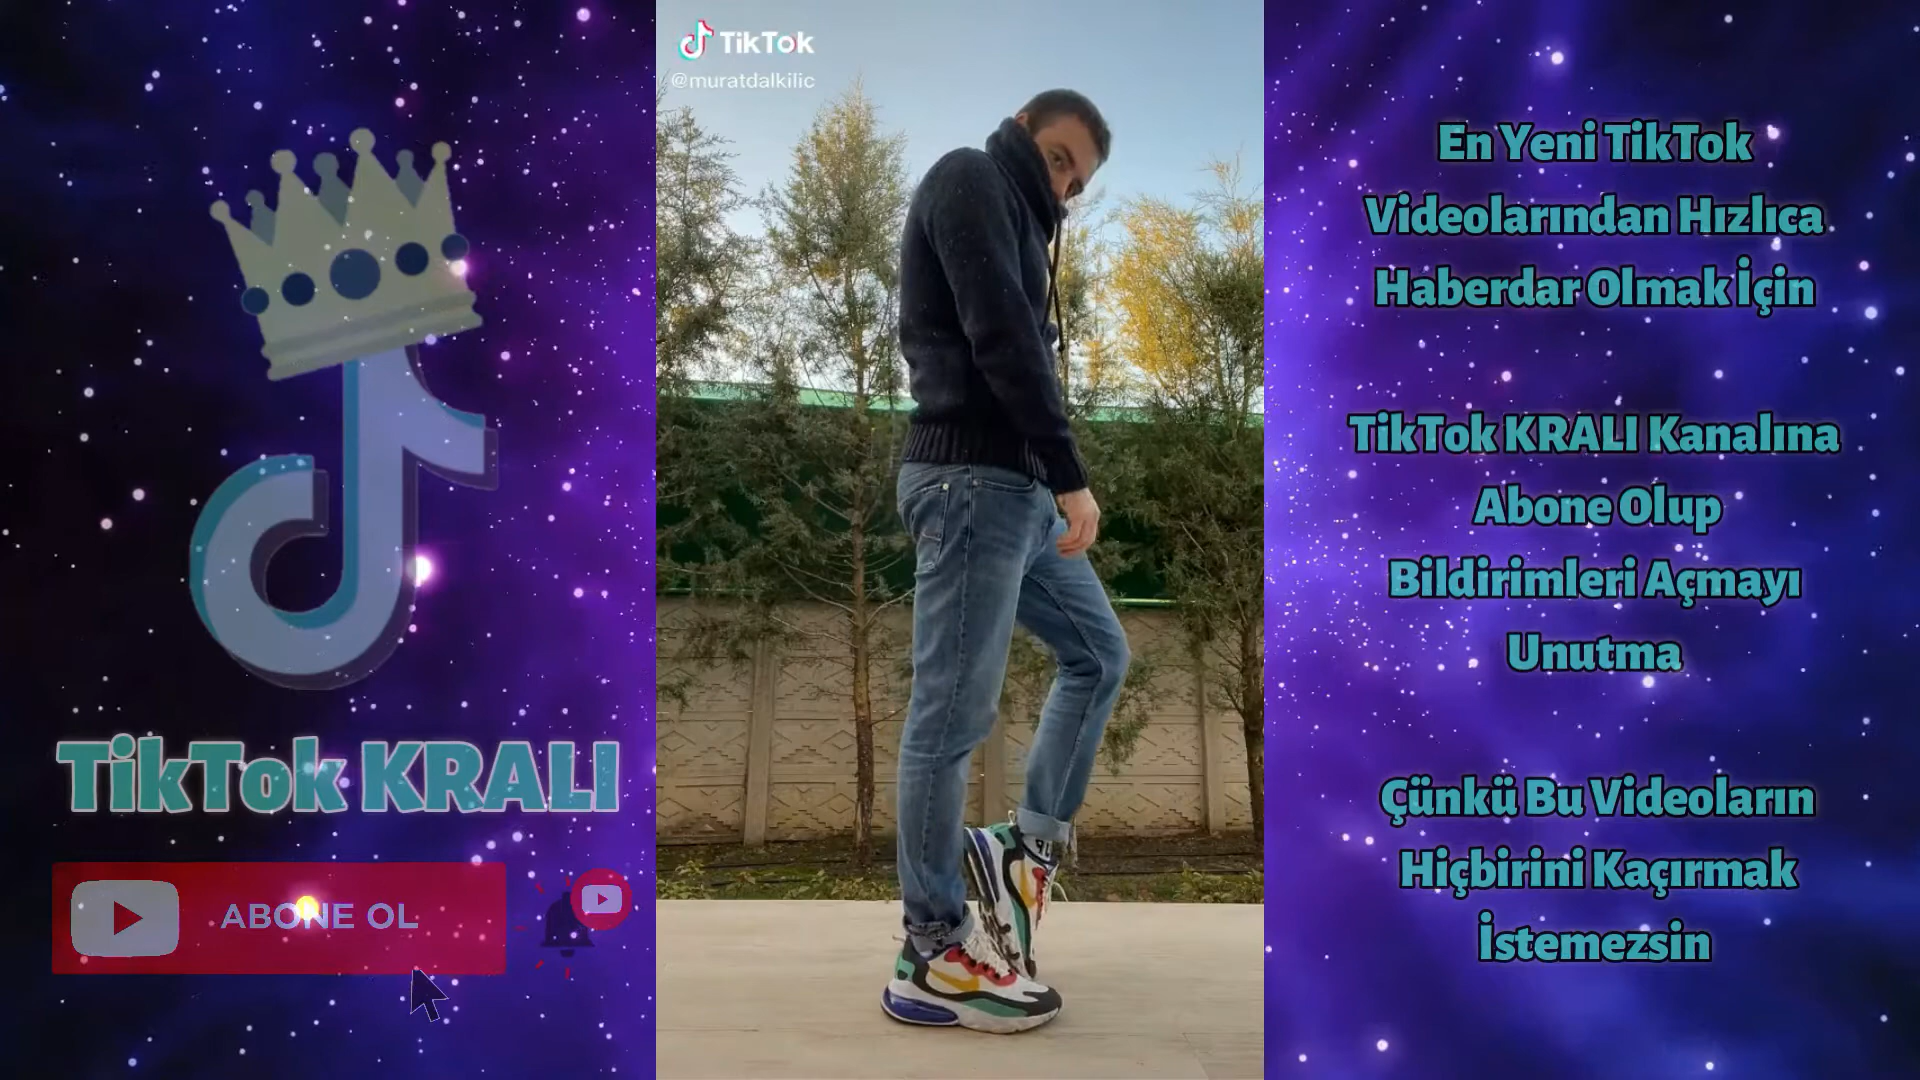 TikTok
@muratdalkilic
TikTok KRALI
ABONE OL
En Yeni TikTok
Videolarından Hızlıca
Haberdar Olmak İçin
TikTok KRALI Kanalına
Abone Olup
Bildirimleri Açmayı
Unutma
Çünkü Bu Videoların
Hiçbirini Kaçırmak
İstemezsin